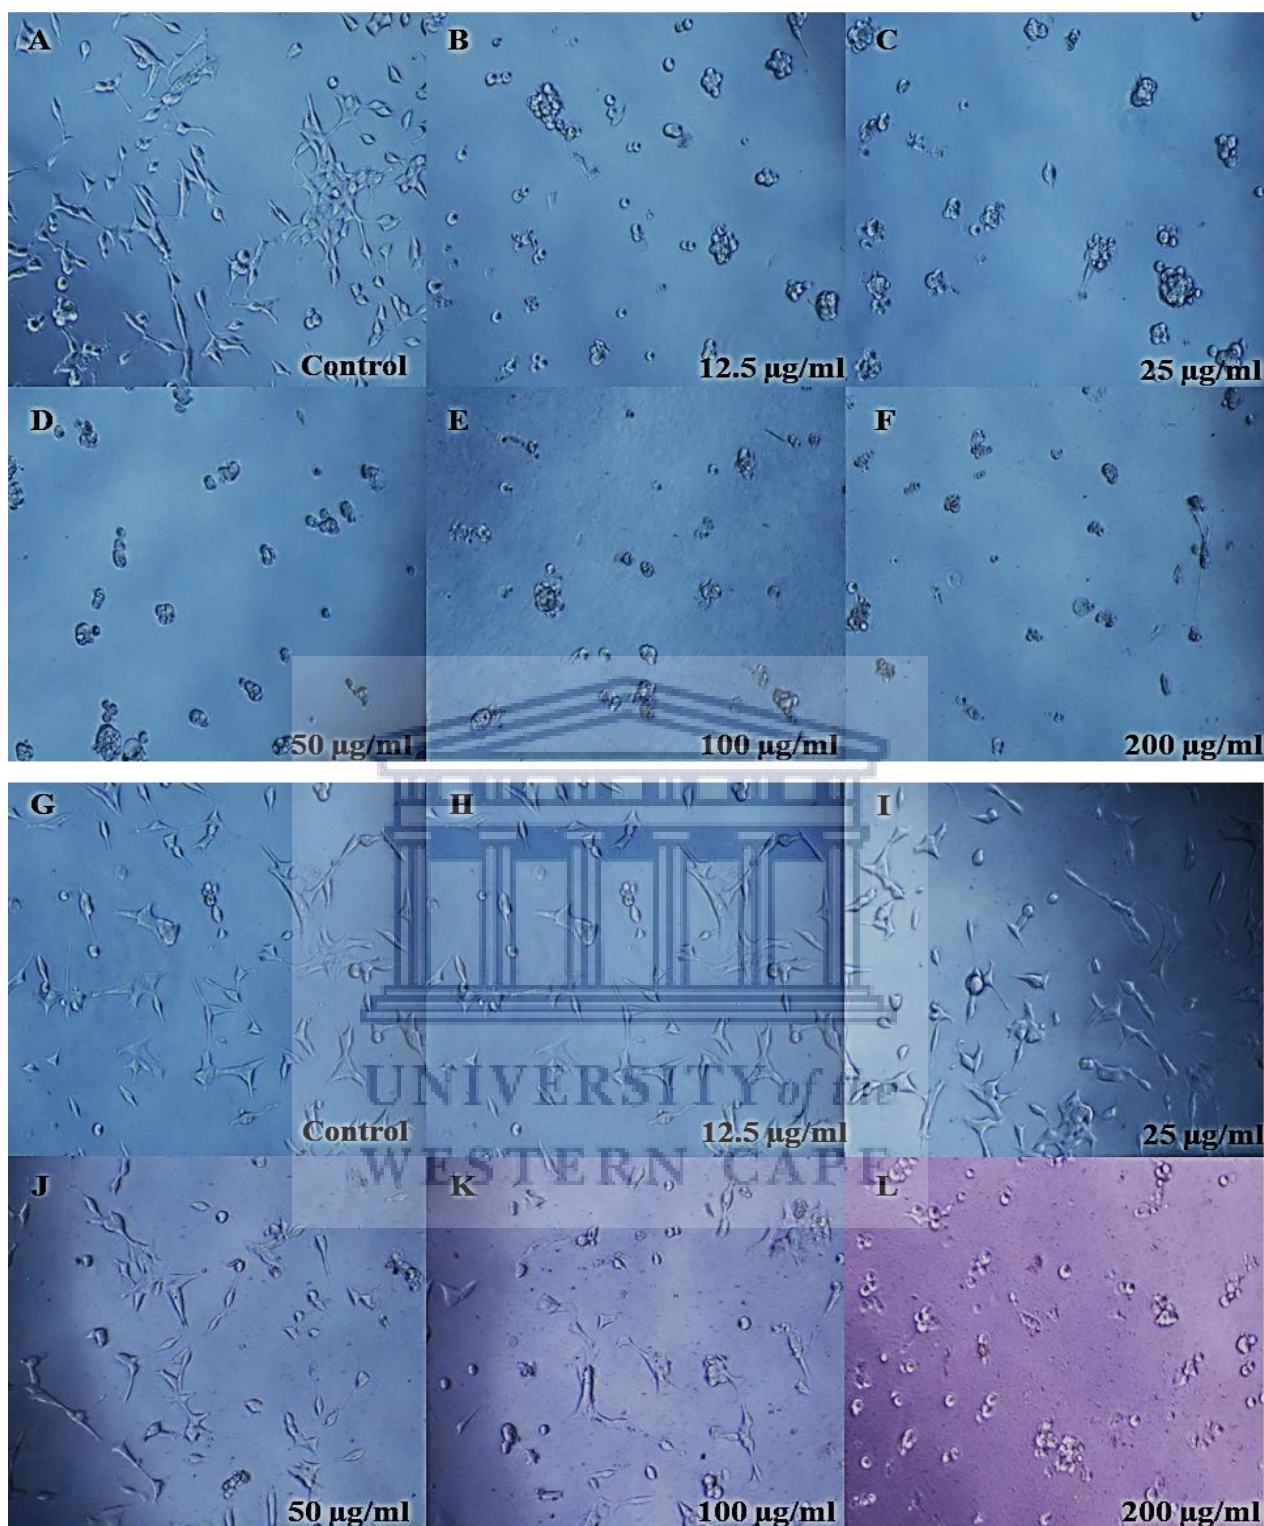 A
B
C
Control
12.5 µg/ml
25 µg/ml
D
E
F
50 µg/ml
100 µg/ml
200 µg/ml
G
H
I
UNIVERSITY of the
Control
12.5 µg/ml
25 µg/ml
WESTERN CAPE
J
K
L
50 µg/ml
100 µg/ml
200 µg/ml